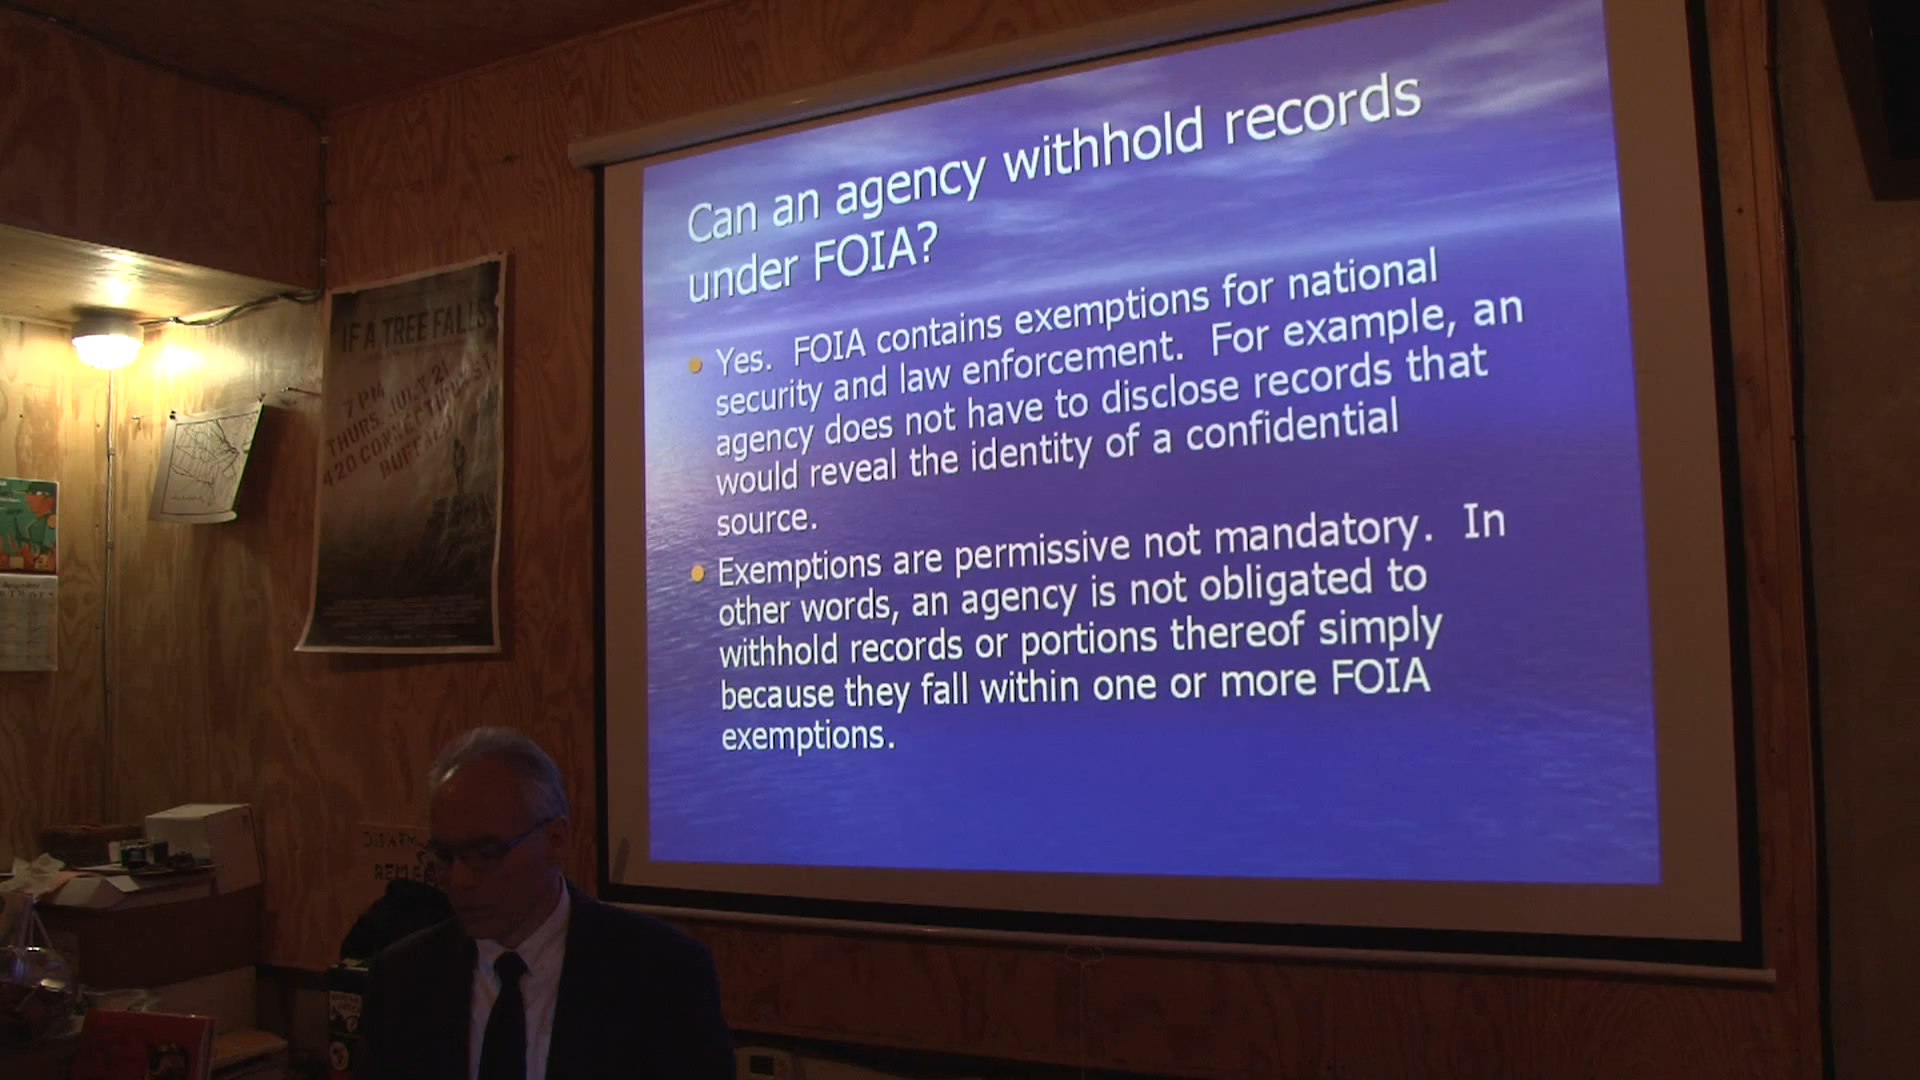 Can an agency withhold records
under FOIA?
Yes. FOIA contains exemptions for national
security and law enforcement. For example, an
agency does not have to disclose records that
would reveal the identity of a confidential
source.
Exemptions are permissive not mandatory. In
other words, an agency is not obligated to
withhold records or portions thereof simply
because they fall within one or more FOIA
exemptions.
IF A TREE FALLS
7 PM
THURS. JULY 21
420 CONNECTICUT ST
BUFFALO